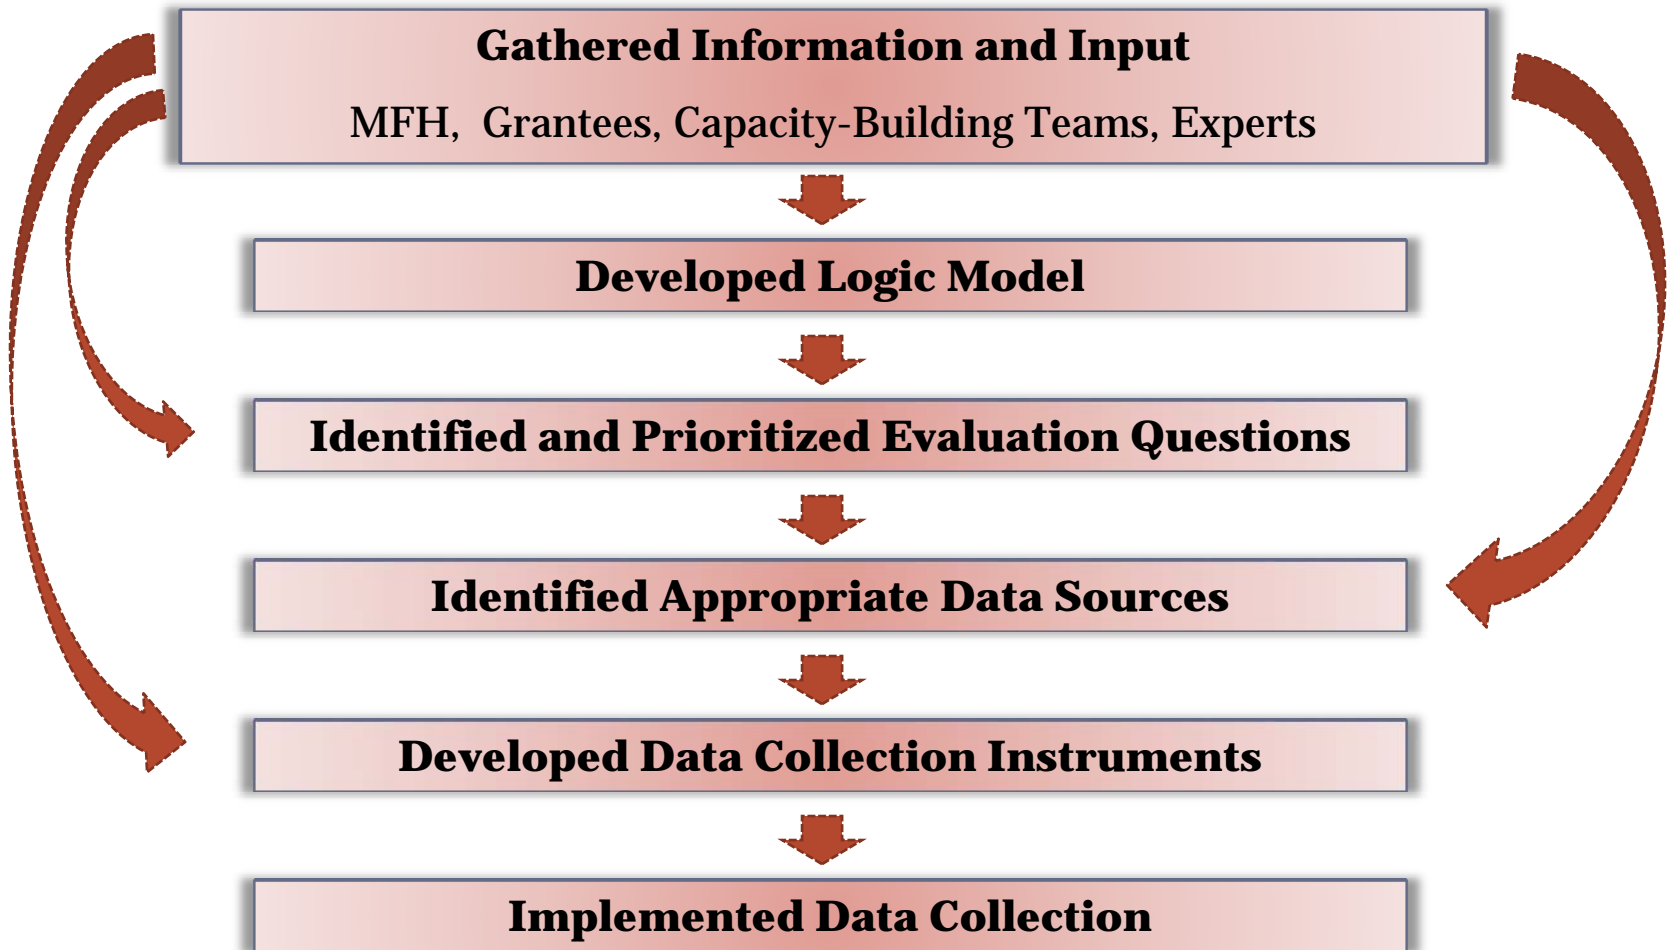 Gathered Information and Input
MFH, Grantees, Capacity-Building Teams, Experts
Developed Logic Model
Identified and Prioritized Evaluation Questions
Identified Appropriate Data Sources
Developed Data Collection Instruments
Implemented Data Collection